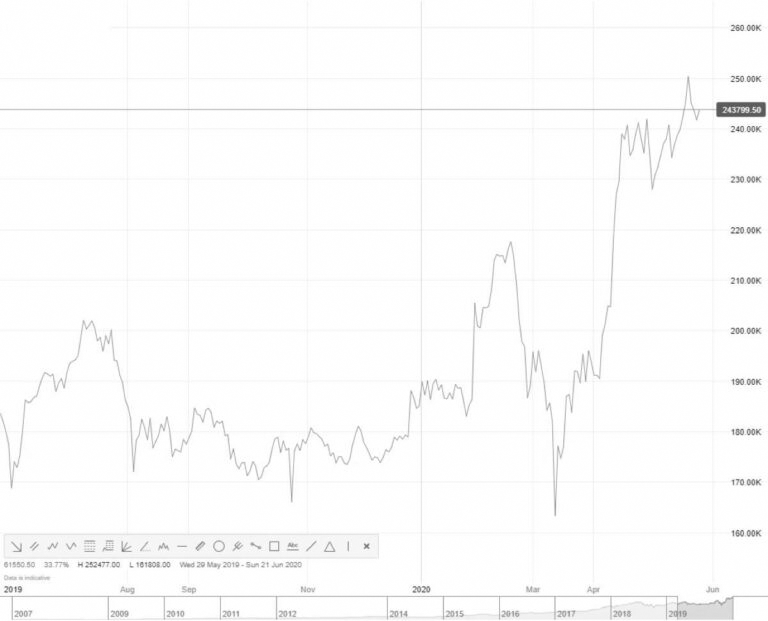 260.00K
250.00K
243799.50
240.00K
230.00K
220.00K
210.00K
200.00K
190.00K
180.00K
170.00K
160.00K
Abc
61550.50 33.77% H 252477.00 L 161808.00 Wed 29 May 2019 - Sun 21 Jun 2020
Data is indicative
2019 Aug Sep Nov 2020 Mar Apr Jun
2007 2009 2010 2011 2012 2014 2015 2016 2017 2018 2019